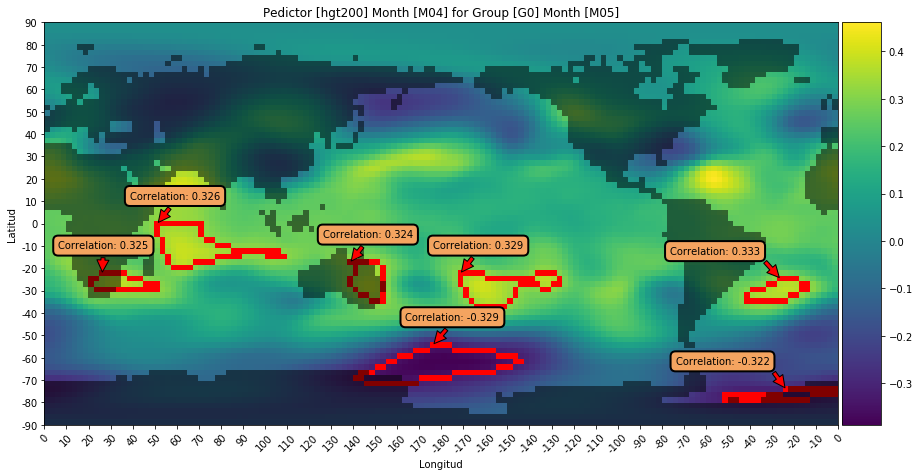 Pedictor [hgt200] Month [M04] for Group [G0] Month [M05]
90
80
70
60
50
40
30
20
10
0
-10
-20
-30
-40
-50
-60
-70
-80
-90
Latitud
Correlation: 0.326
Correlation: 0.325
Correlation: 0.324
Correlation: 0.329
Correlation: 0.333
Correlation: -0.329
Correlation: -0.322
0 10 20 30 40 50 60 70 80 90 100 110 120 130 140 150 160 170 -180 -170 -160 -150 -140 -130 -120 -110 -100 -90 -80 -70 -60 -50 -40 -30 -20 -10 0
Longitud
0.4
0.3
0.2
0.1
0.0
-0.1
-0.2
-0.3